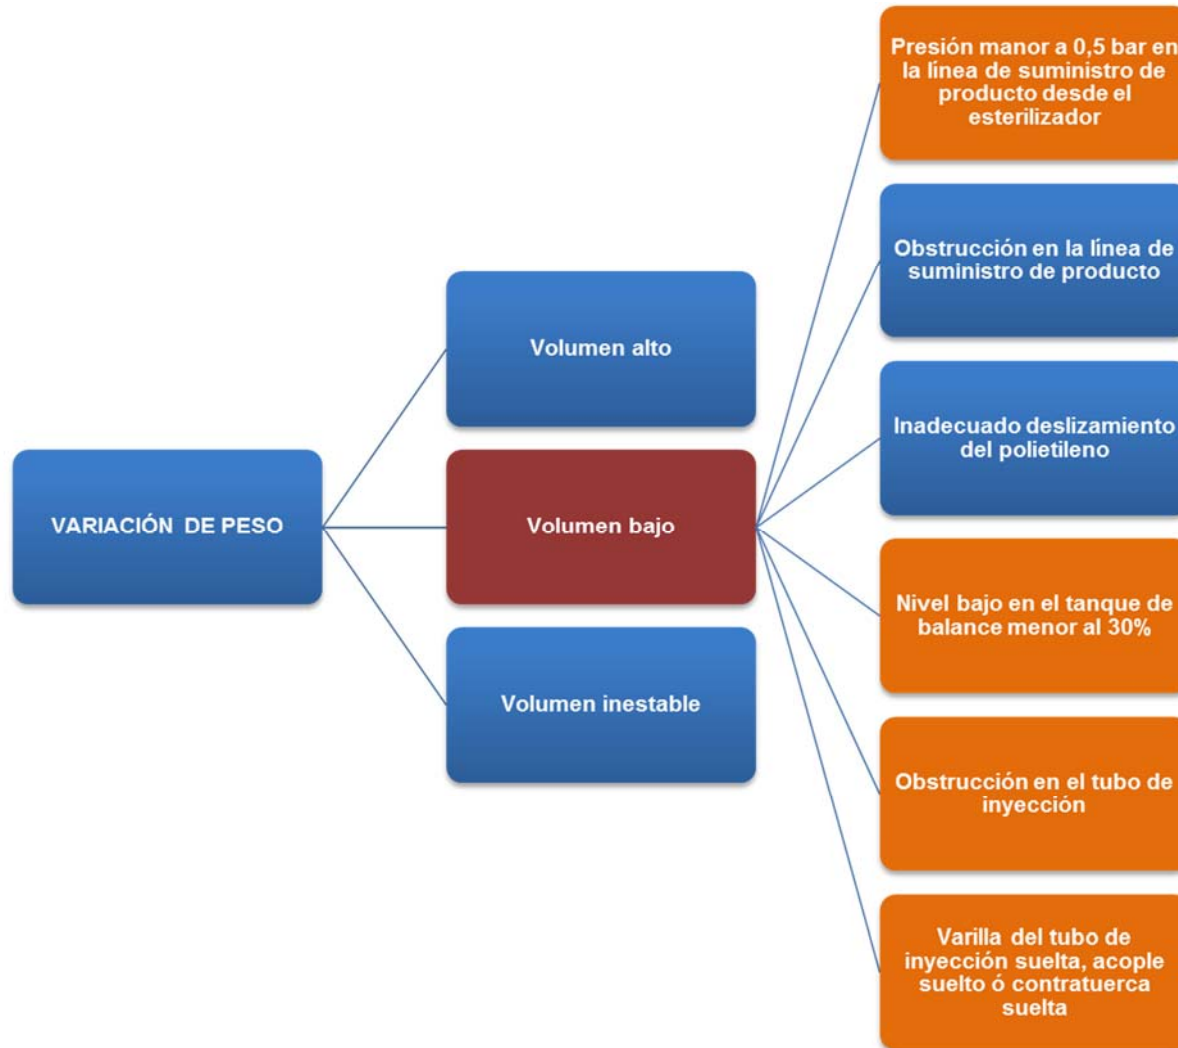 VARIACIÓN DE PESO
Volumen alto
Volumen bajo
Volumen inestable
Presión manor a 0,5 bar en
la línea de suministro de
producto desde el
esterilizador
Obstrucción en la línea de
suministro de producto
Inadecuado deslizamiento
del polietileno
Nivel bajo en el tanque de
balance menor al 30%
Obstrucción en el tubo de
inyección
Varilla del tubo de
inyección suelta, acople
suelto ó contratuerca
suelta